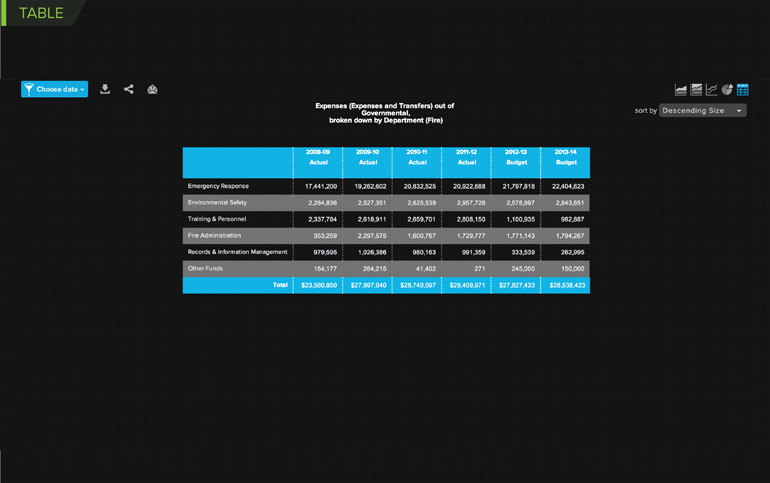 TABLE
Choose data
Expenses (Expenses and Transfers) out of
Governmental,
broken down by Department (Fire)
sort by Descending Size
2008-09 2009-10 2010-11 2011-12 2012-13 2013-14
Actual Actual Actual Actual Budget Budget
Emergency Response 17,441,200 19,262,602 20,832,525 20,922,688 21,797,818 22,404,623
Environmental Safety 2,284,836 2,527,351 2,625,539 2,957,726 2,578,997 2,943,651
Training & Personnel 2,337,784 2,618,911 2,659,701 2,808,150 1,100,935 982,887
Fire Administration 353,259 2,297,575 1,600,767 1,729,777 1,771,143 1,794,267
Records & Information Management 979,595 1,026,386 980,163 991,359 333,539 262,995
Other Funds 184,177 264,215 41,402 271 245,000 150,000
Total $23,580,850 $27,997,040 $28,740,097 $29,409,971 $27,827,433 $28,538,423